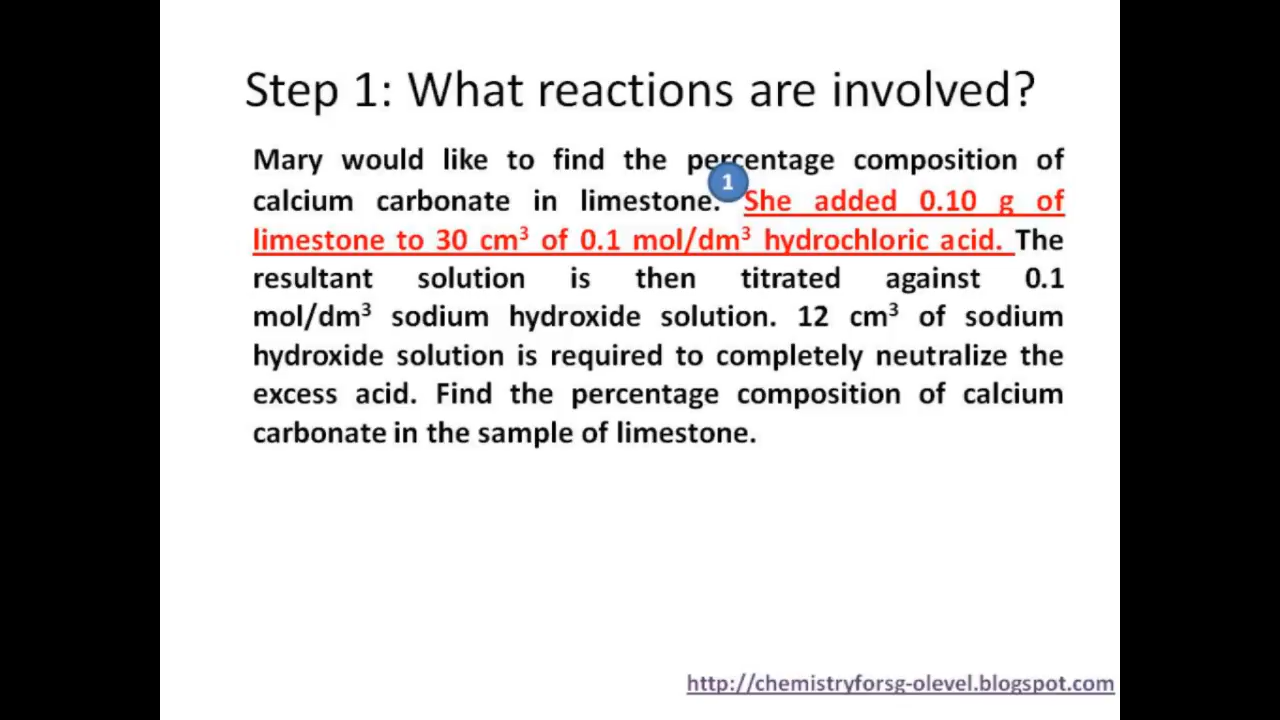 Step 1: What reactions are involved?
Mary would like to find the percentage composition of
1
calcium carbonate in limestone. She added 0.10 g of
limestone to 30 cm³ of 0.1 mol/dm³ hydrochloric acid. The
resultant solution is then titrated against 0.1
mol/dm³ sodium hydroxide solution. 12 cm³ of sodium
hydroxide solution is required to completely neutralize the
excess acid. Find the percentage composition of calcium
carbonate in the sample of limestone.
http://chemistryforsg-olevel.blogspot.com